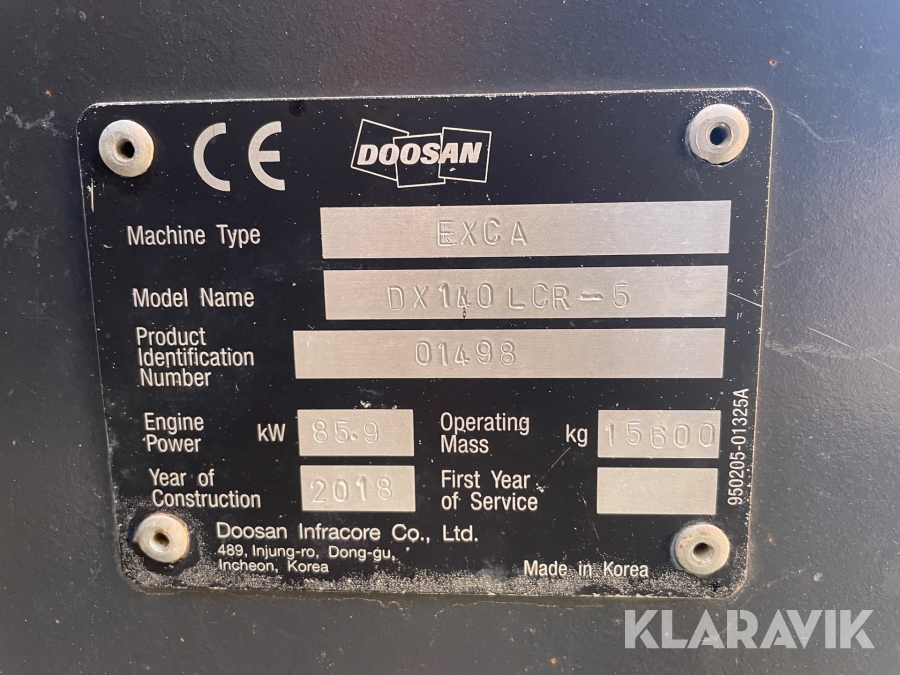 CE DOOSAN
Machine Type EXCA
Model Name DX140LCR-5
Product
Identification
Number 01498
Engine
Power kW 85.9
Operating
Mass kg 15600
Year of
Construction 2018
First Year
of Service
Doosan Infracore Co., Ltd.
489, Injung-ro, Dong-gu,
Incheon, Korea
Made in Korea
950205-01325A
KLARAVIK